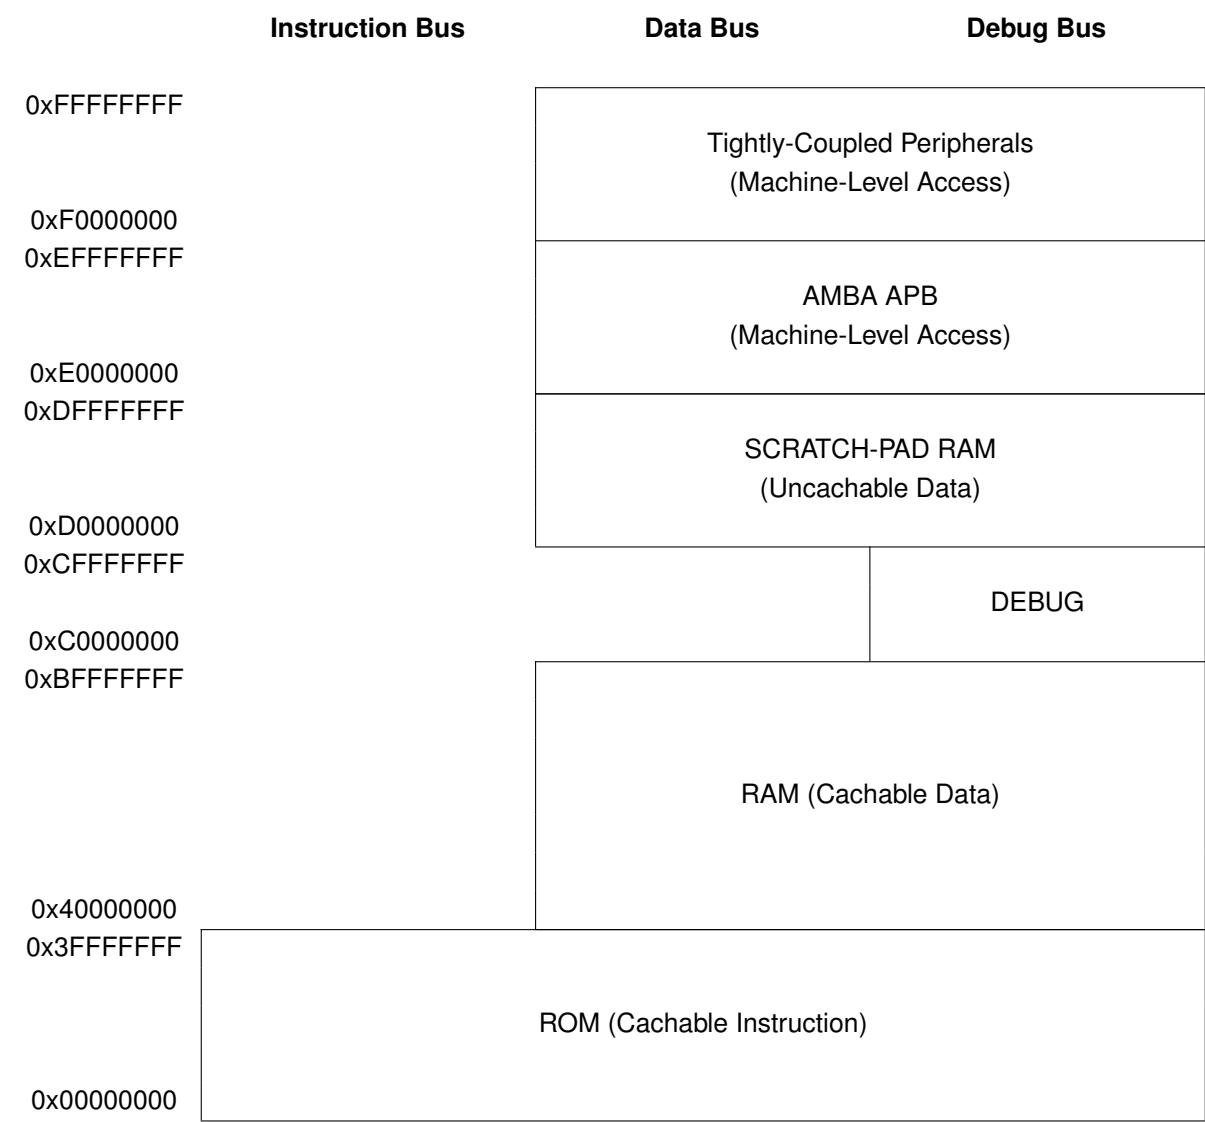 Instruction Bus Data Bus Debug Bus
0xFFFFFFFF
Tightly-Coupled Peripherals
(Machine-Level Access)
0xF0000000
0xEFFFFFFF
AMBA APB
(Machine-Level Access)
0xE0000000
0xDFFFFFFF
SCRATCH-PAD RAM
(Uncachable Data)
0xD0000000
0xCFFFFFFF
DEBUG
0xC0000000
0xBFFFFFFF
RAM (Cachable Data)
0x40000000
0x3FFFFFFF
ROM (Cachable Instruction)
0x00000000